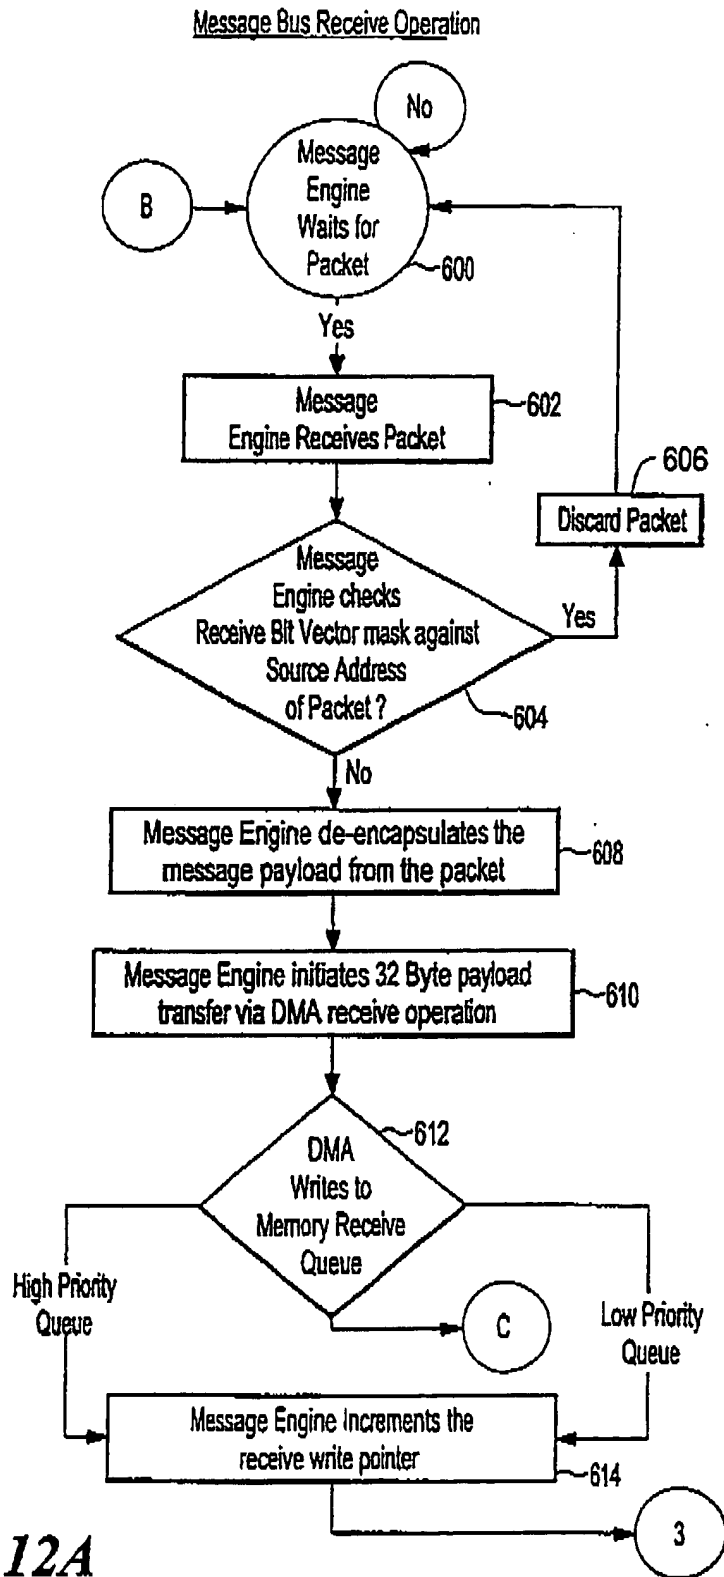 Message Bus Receive Operation
No
Message
Engine
Waits for
Packet
600
B
Yes
Message
Engine Receives Packet
602
606
Discard Packet
Message
Engine checks
Receive Bit Vector mask against
Source Address
of Packet ?
Yes
604
No
Message Engine de-encapsulates the
message payload from the packet
608
Message Engine initiates 32 Byte payload
transfer via DMA receive operation
610
612
DMA
Writes to
Memory Receive
Queue
High Priority
Queue
C
Low Priority
Queue
Message Engine Increments the
receive write pointer
614
3
12A